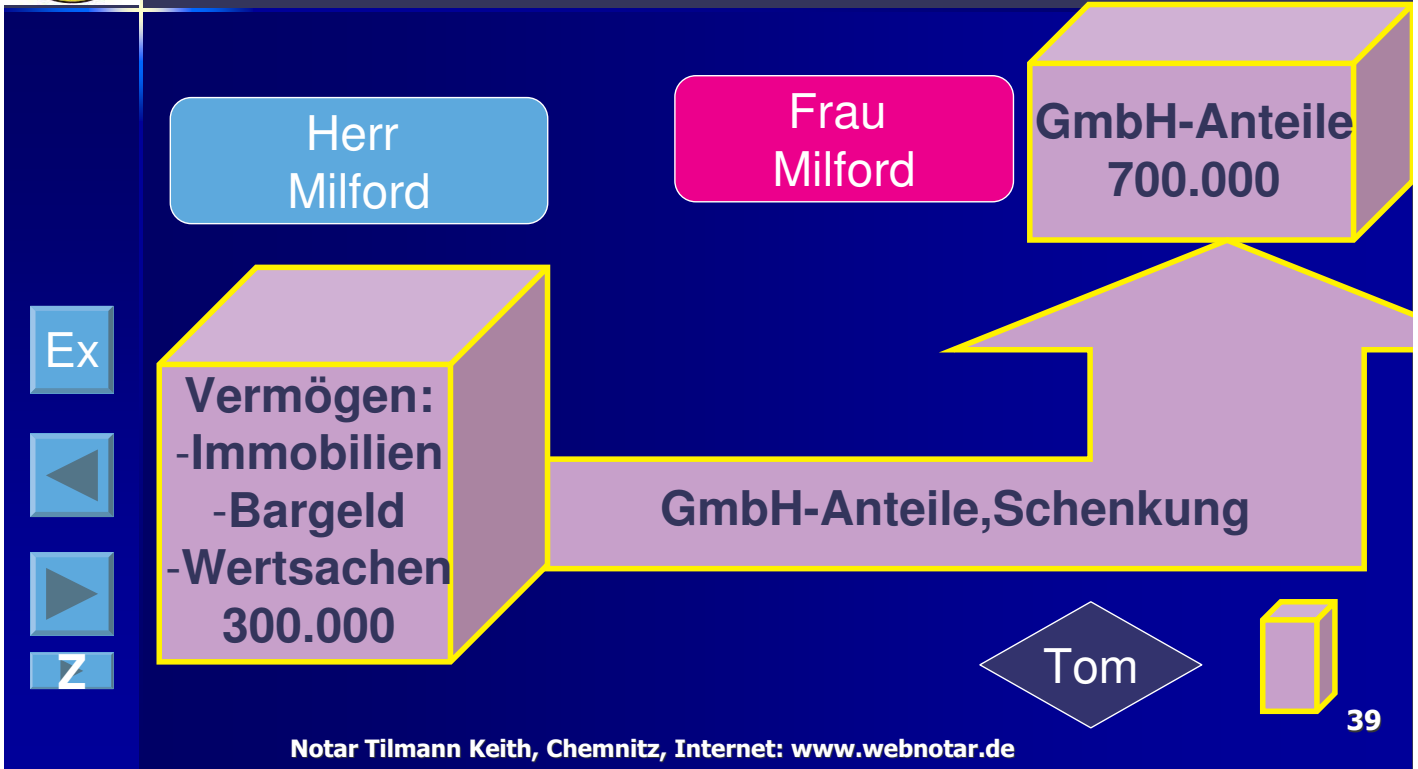 Herr
Milford
Frau
Milford
GmbH-Anteile
700.000
Ex
Vermögen:
-Immobilien
-Bargeld
-Wertsachen
300.000
GmbH-Anteile,Schenkung
Z
Tom
39
Notar Tilmann Keith, Chemnitz, Internet: www.webnotar.de